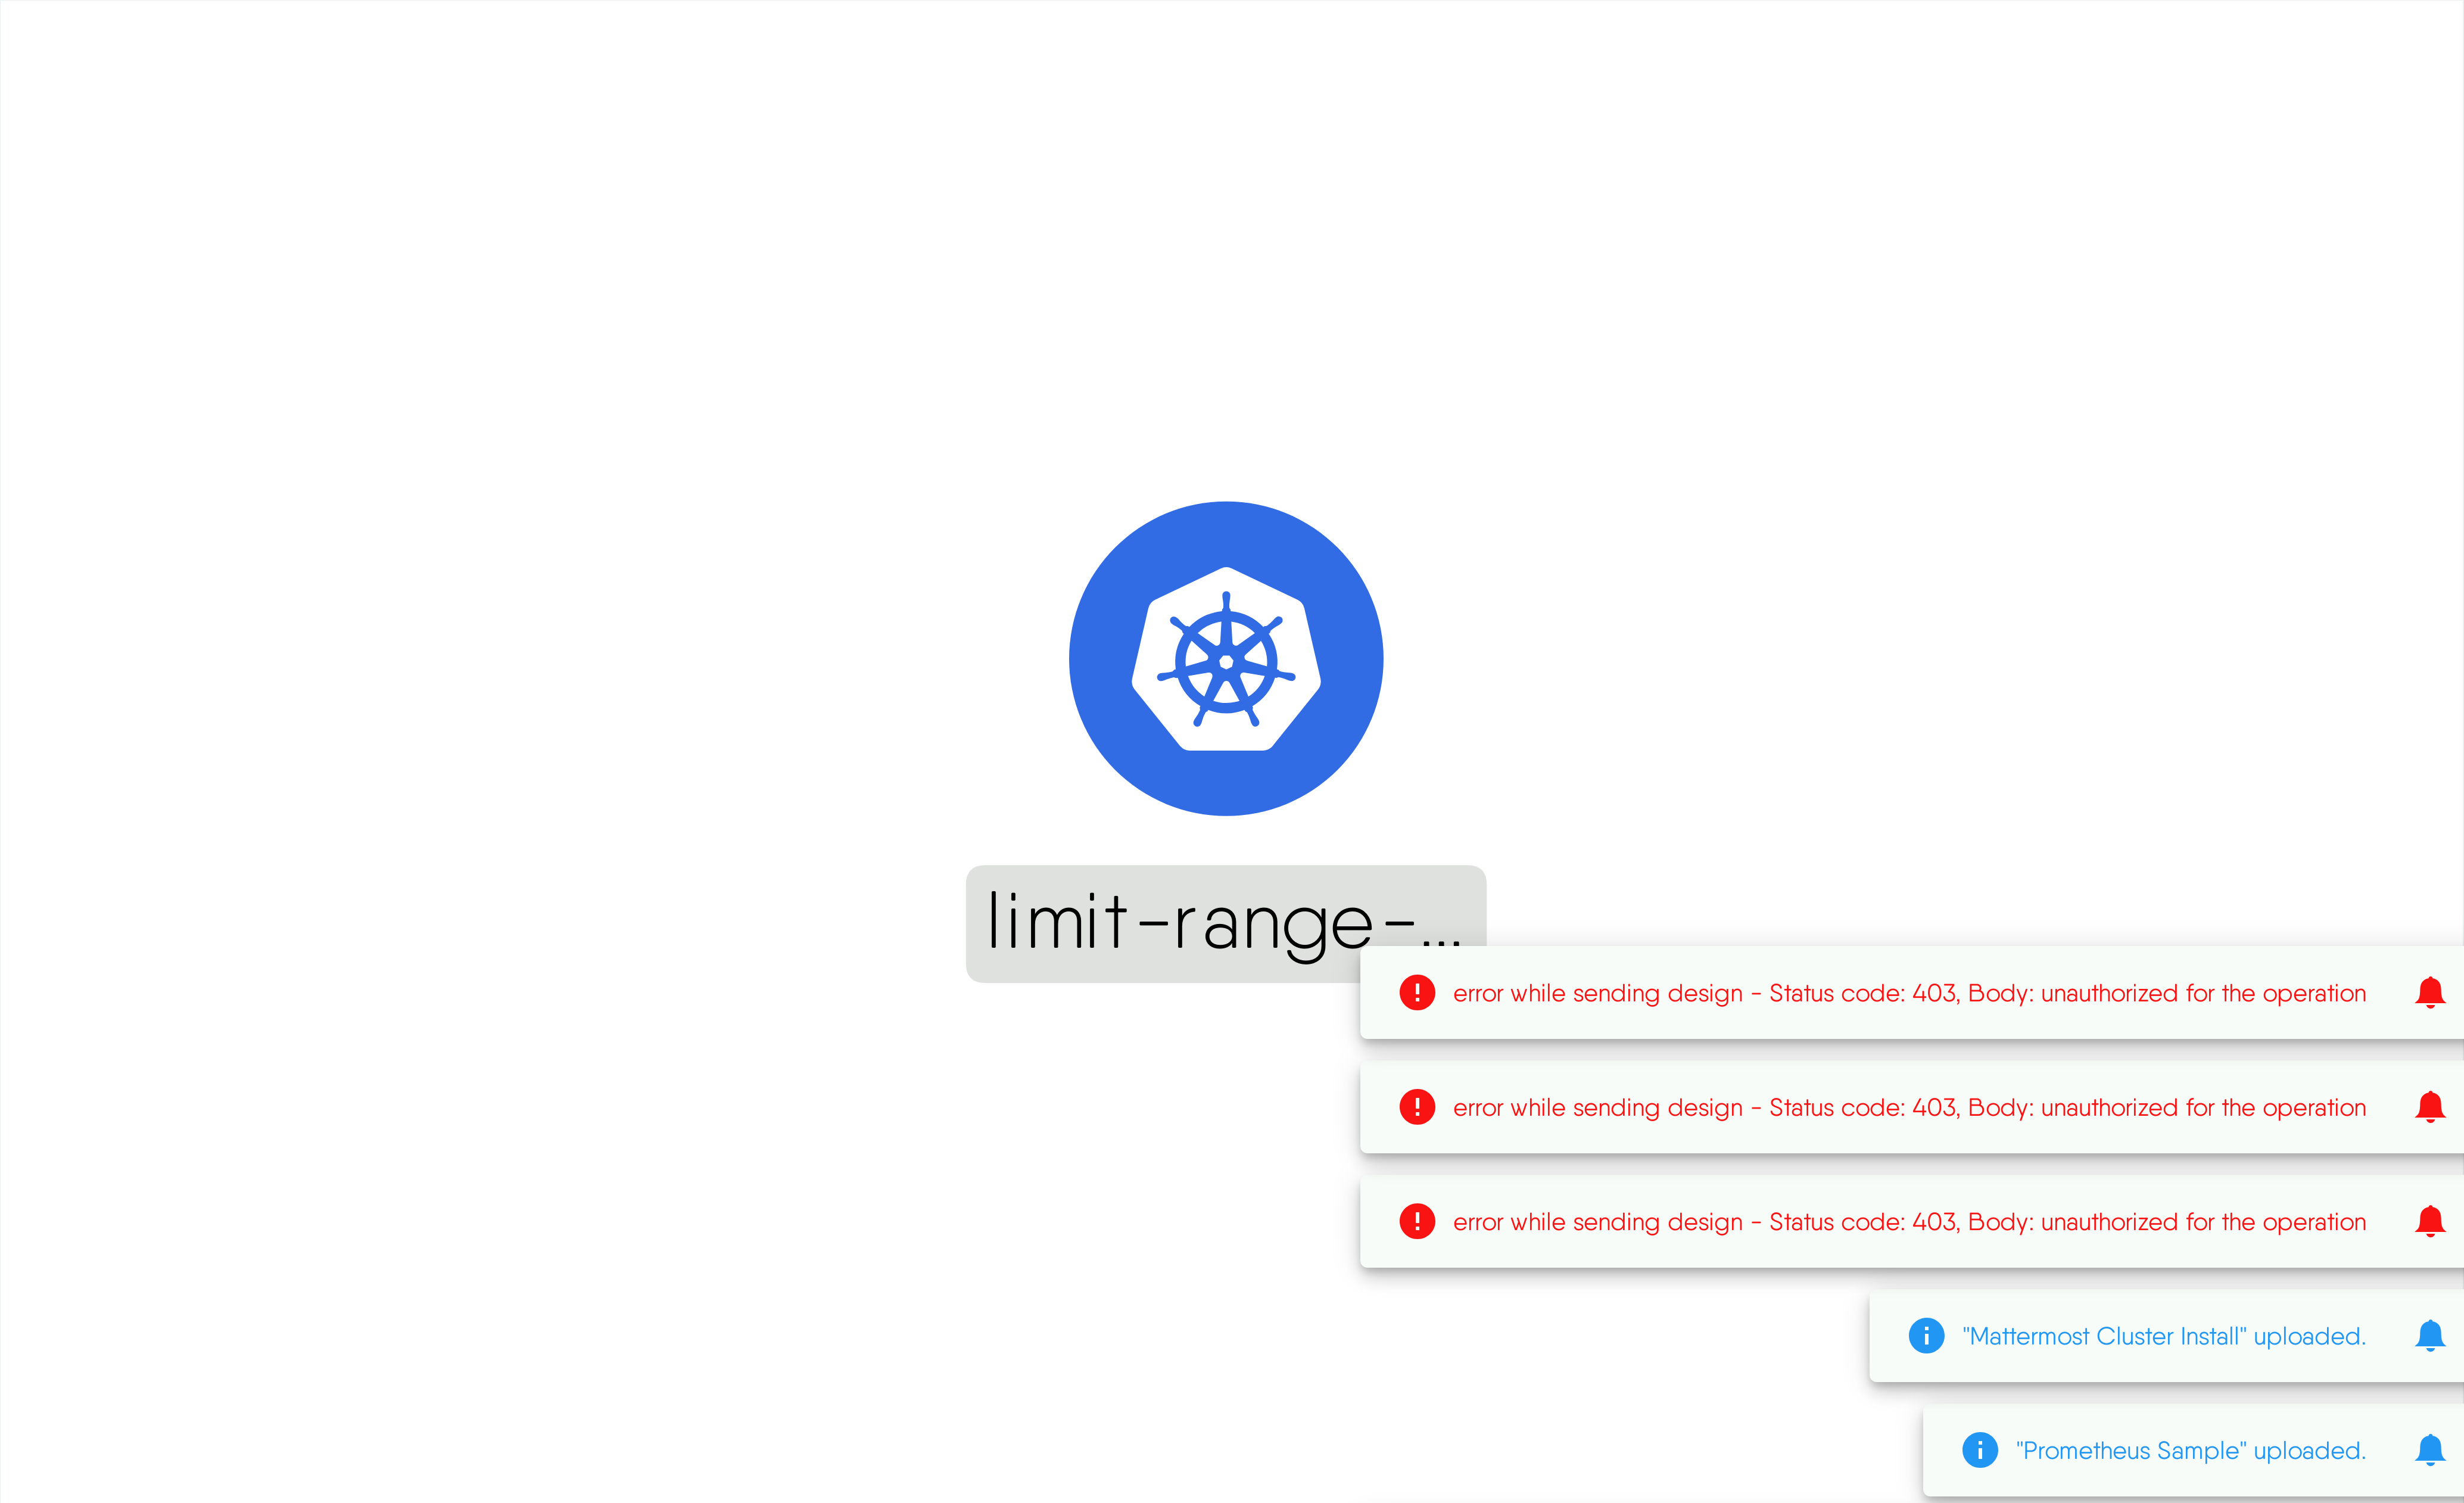 limit-range-...
error while sending design - Status code: 403, Body: unauthorized for the operation
error while sending design - Status code: 403, Body: unauthorized for the operation
error while sending design - Status code: 403, Body: unauthorized for the operation
"Mattermost Cluster Install" uploaded.
"Prometheus Sample" uploaded.